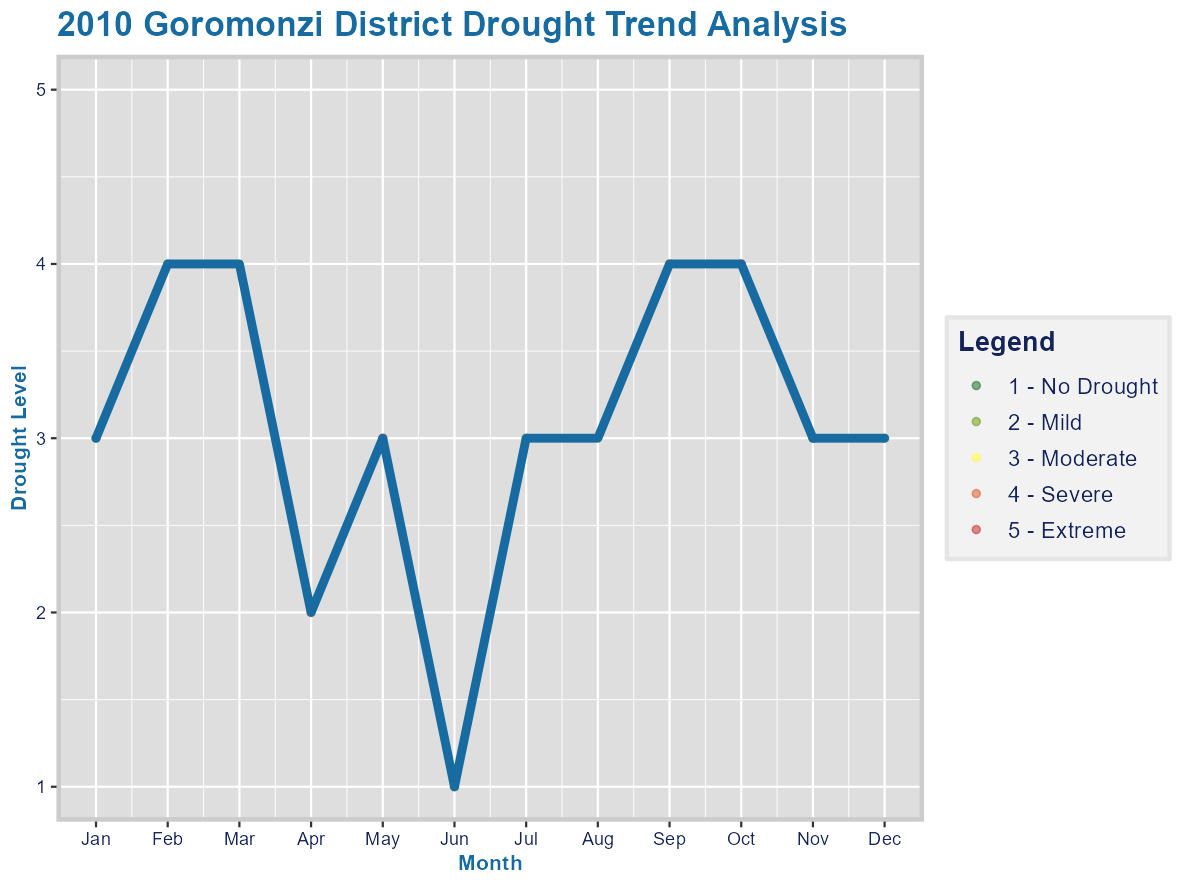 2010 Goromonzi District Drought Trend Analysis
Drought Level
5
4
3
2
1
Jan Feb Mar Apr May Jun Jul Aug Sep Oct Nov Dec
Month
Legend
1 - No Drought
2 - Mild
3 - Moderate
4 - Severe
5 - Extreme